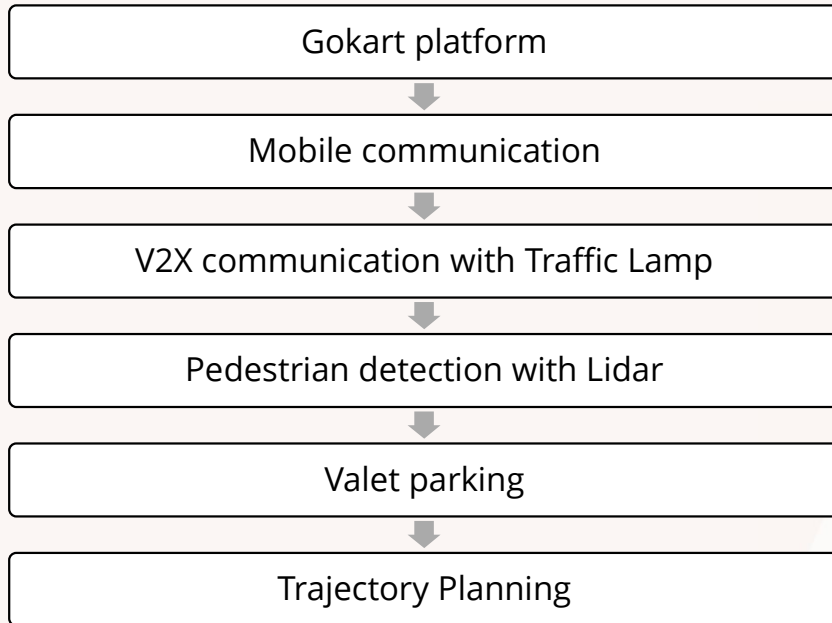 Gokart platform
Mobile communication
V2X communication with Traffic Lamp
Pedestrian detection with Lidar
Valet parking
Trajectory Planning